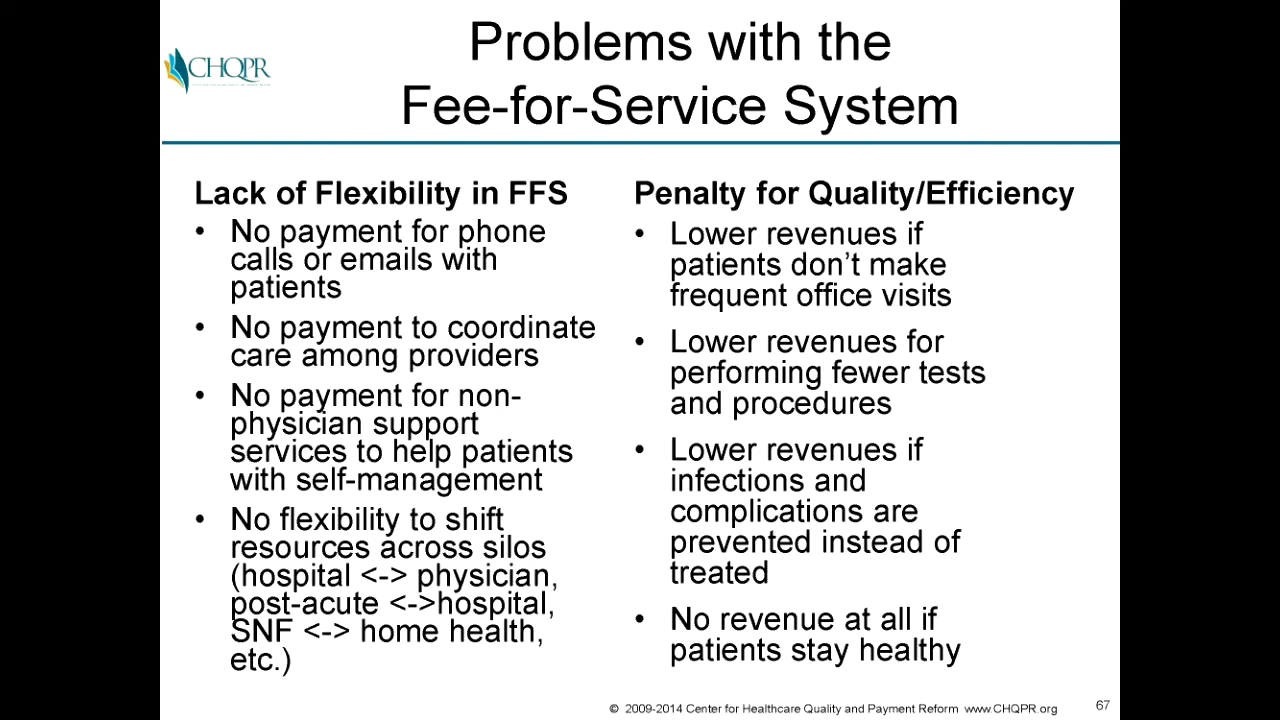 CHQPR
Problems with the
Fee-for-Service System
Lack of Flexibility in FFS
• No payment for phone
calls or emails with
patients
• No payment to coordinate
care among providers
• No payment for non-
physician support
services to help patients
with self-management
• No flexibility to shift
resources across silos
(hospital <-> physician,
post-acute <->hospital,
SNF <-> home health,
etc.)
Penalty for Quality/Efficiency
• Lower revenues if
patients don’t make
frequent office visits
• Lower revenues for
performing fewer tests
and procedures
• Lower revenues if
infections and
complications are
prevented instead of
treated
• No revenue at all if
patients stay healthy
© 2009-2014 Center for Healthcare Quality and Payment Reform www.CHQPR.org
67